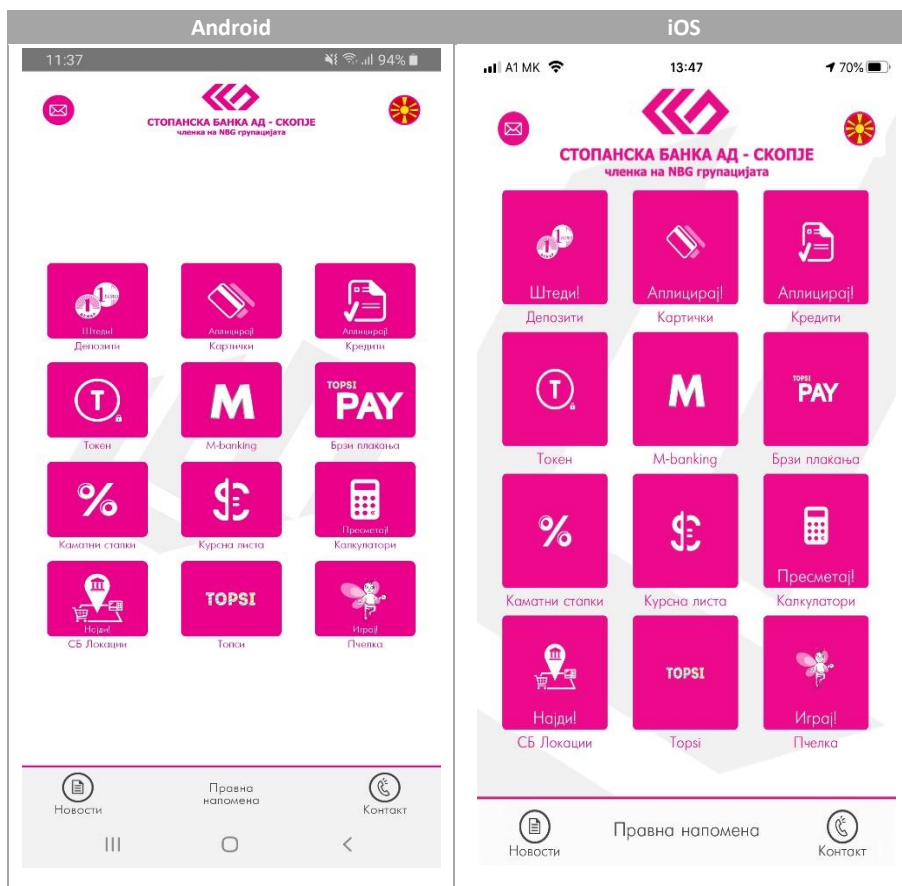 Android
11:37
94%
СТОПАНСКА БАНКА АД - СКОПЈЕ
членка на NBG групацијата
Штеди!
Аплицирај!
Аплицирај!
Депозити
Картички
Кредити
T
M
TOPSI
PAY
Токен
M-banking
Брзи плаќања
%
Пресметај!
Каматни стапки
Курсна листа
Калкулатори
Најди!
TOPSI
Играј!
СБ Локации
Топси
Пчелка
Новости
Правна
напомена
Контакт
iOS
A1 MK
13:47
70%
СТОПАНСКА БАНКА АД - СКОПЈЕ
членка на NBG групацијата
Штеди!
Аплицирај!
Аплицирај!
Депозити
Картички
Кредити
T
M
TOPSI
PAY
Токен
M-banking
Брзи плаќања
%
Пресметај!
Каматни стапки
Курсна листа
Калкулатори
Најди!
TOPSI
Играј!
СБ Локации
Topsi
Пчелка
Новости
Правна напомена
Контакт